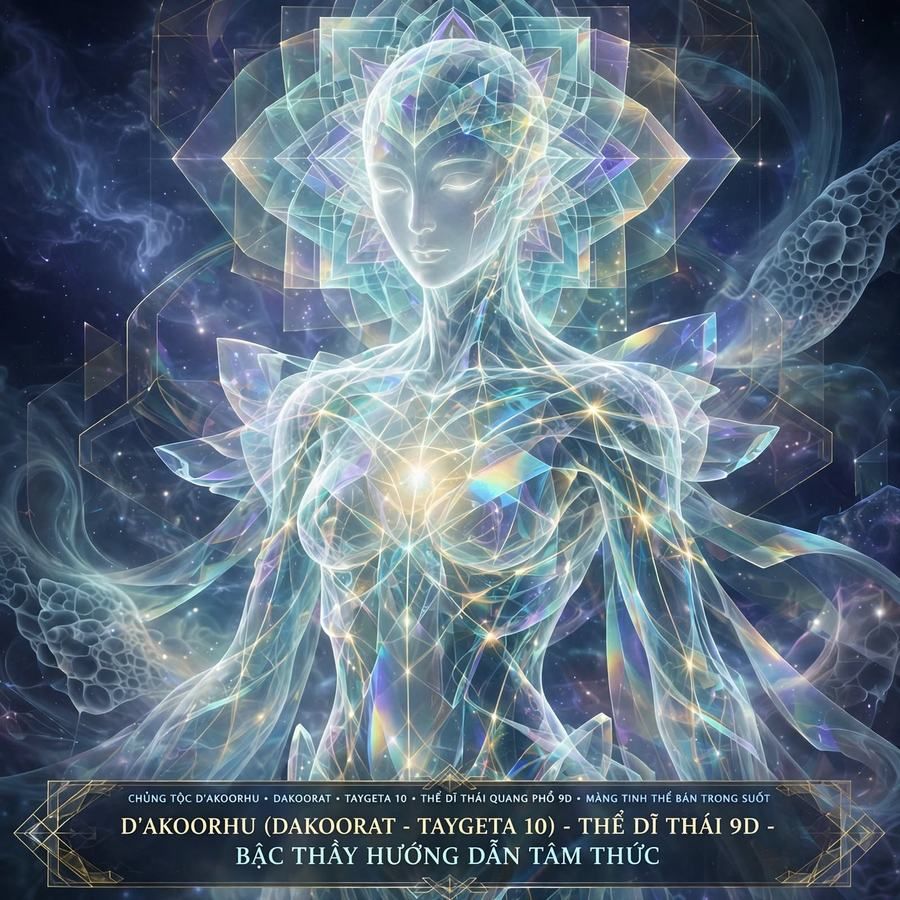 CHỦNG TỘC D'AKOORHU • DAKOORAT • TAYGETA 10 • THỂ DĨ THÁI QUANG PHỔ 9D • MÀNG TINH THỂ BÁN TRONG SUỐT
D'AKOORHU (DAKOORAT - TAYGETA 10) - THỂ DĨ THÁI 9D -
BẬC THẦY HƯỚNG DẪN TÂM THỨC